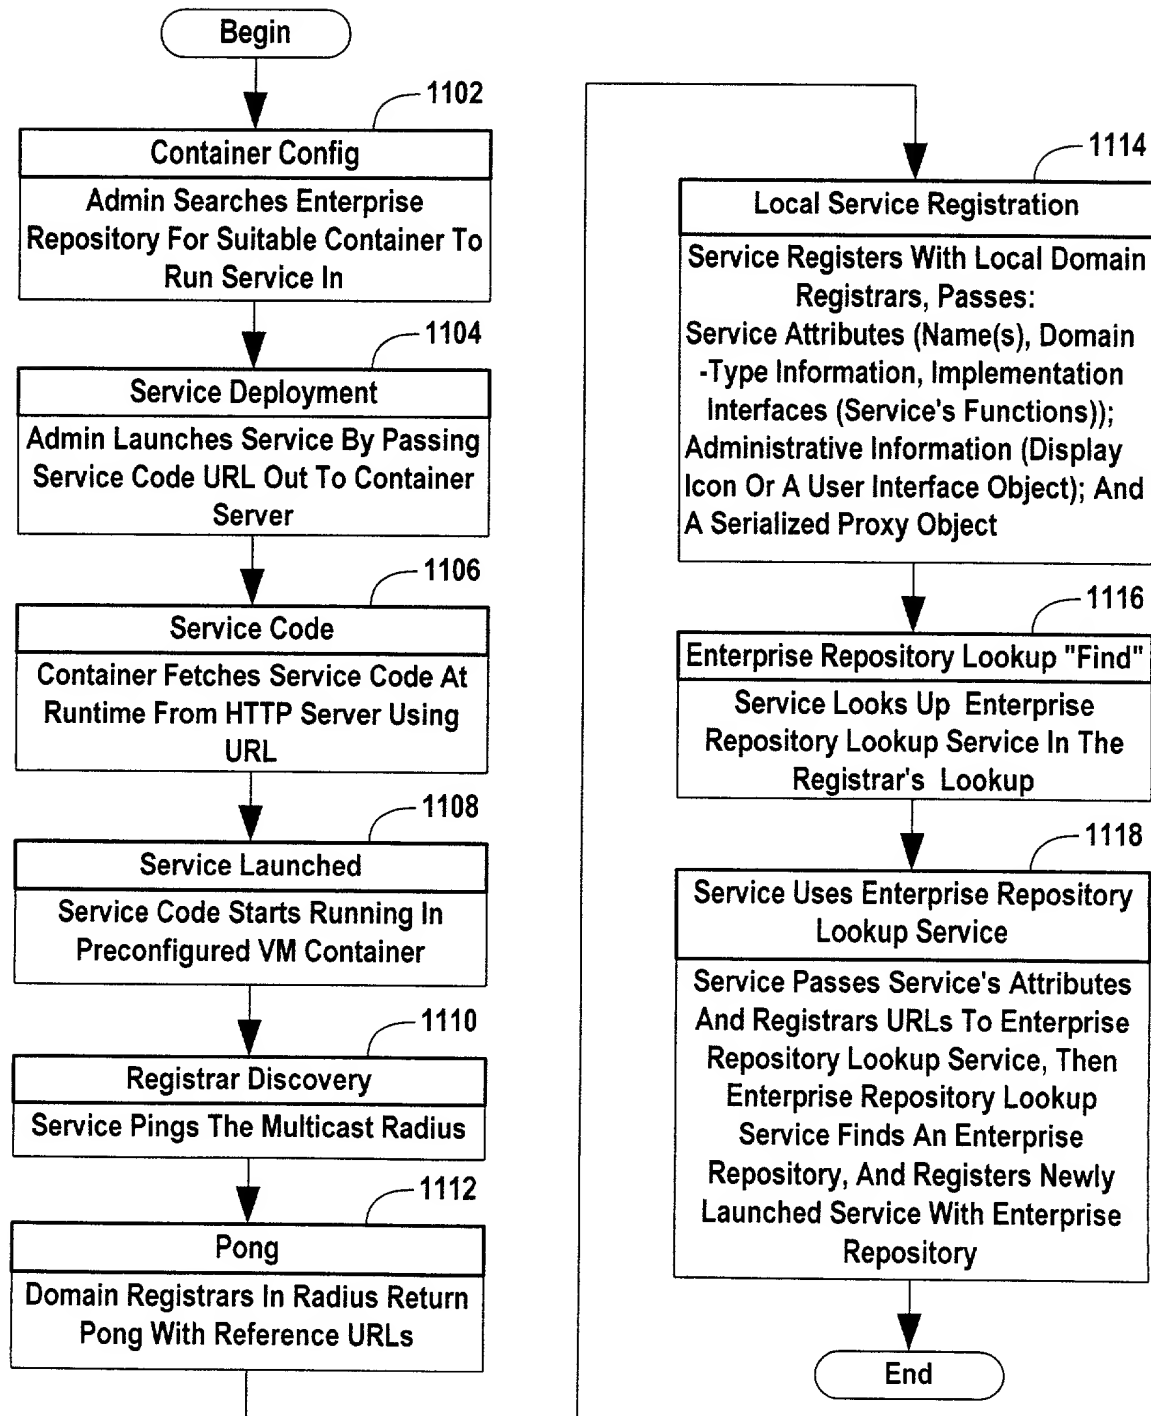 Begin
1102
Container Config
Admin Searches Enterprise
Repository For Suitable Container To
Run Service In
1104
Service Deployment
Admin Launches Service By Passing
Service Code URL Out To Container
Server
1106
Service Code
Container Fetches Service Code At
Runtime From HTTP Server Using
URL
1108
Service Launched
Service Code Starts Running In
Preconfigured VM Container
1110
Registrar Discovery
Service Pings The Multicast Radius
1112
Pong
Domain Registrars In Radius Return
Pong With Reference URLs
1114
Local Service Registration
Service Registers With Local Domain
Registrars, Passes:
Service Attributes (Name(s), Domain
-Type Information, Implementation
Interfaces (Service's Functions));
Administrative Information (Display
Icon Or A User Interface Object); And
A Serialized Proxy Object
1116
Enterprise Repository Lookup "Find"
Service Looks Up Enterprise
Repository Lookup Service In The
Registrar's Lookup
1118
Service Uses Enterprise Repository
Lookup Service
Service Passes Service's Attributes
And Registrars URLs To Enterprise
Repository Lookup Service, Then
Enterprise Repository Lookup
Service Finds An Enterprise
Repository, And Registers Newly
Launched Service With Enterprise
Repository
End